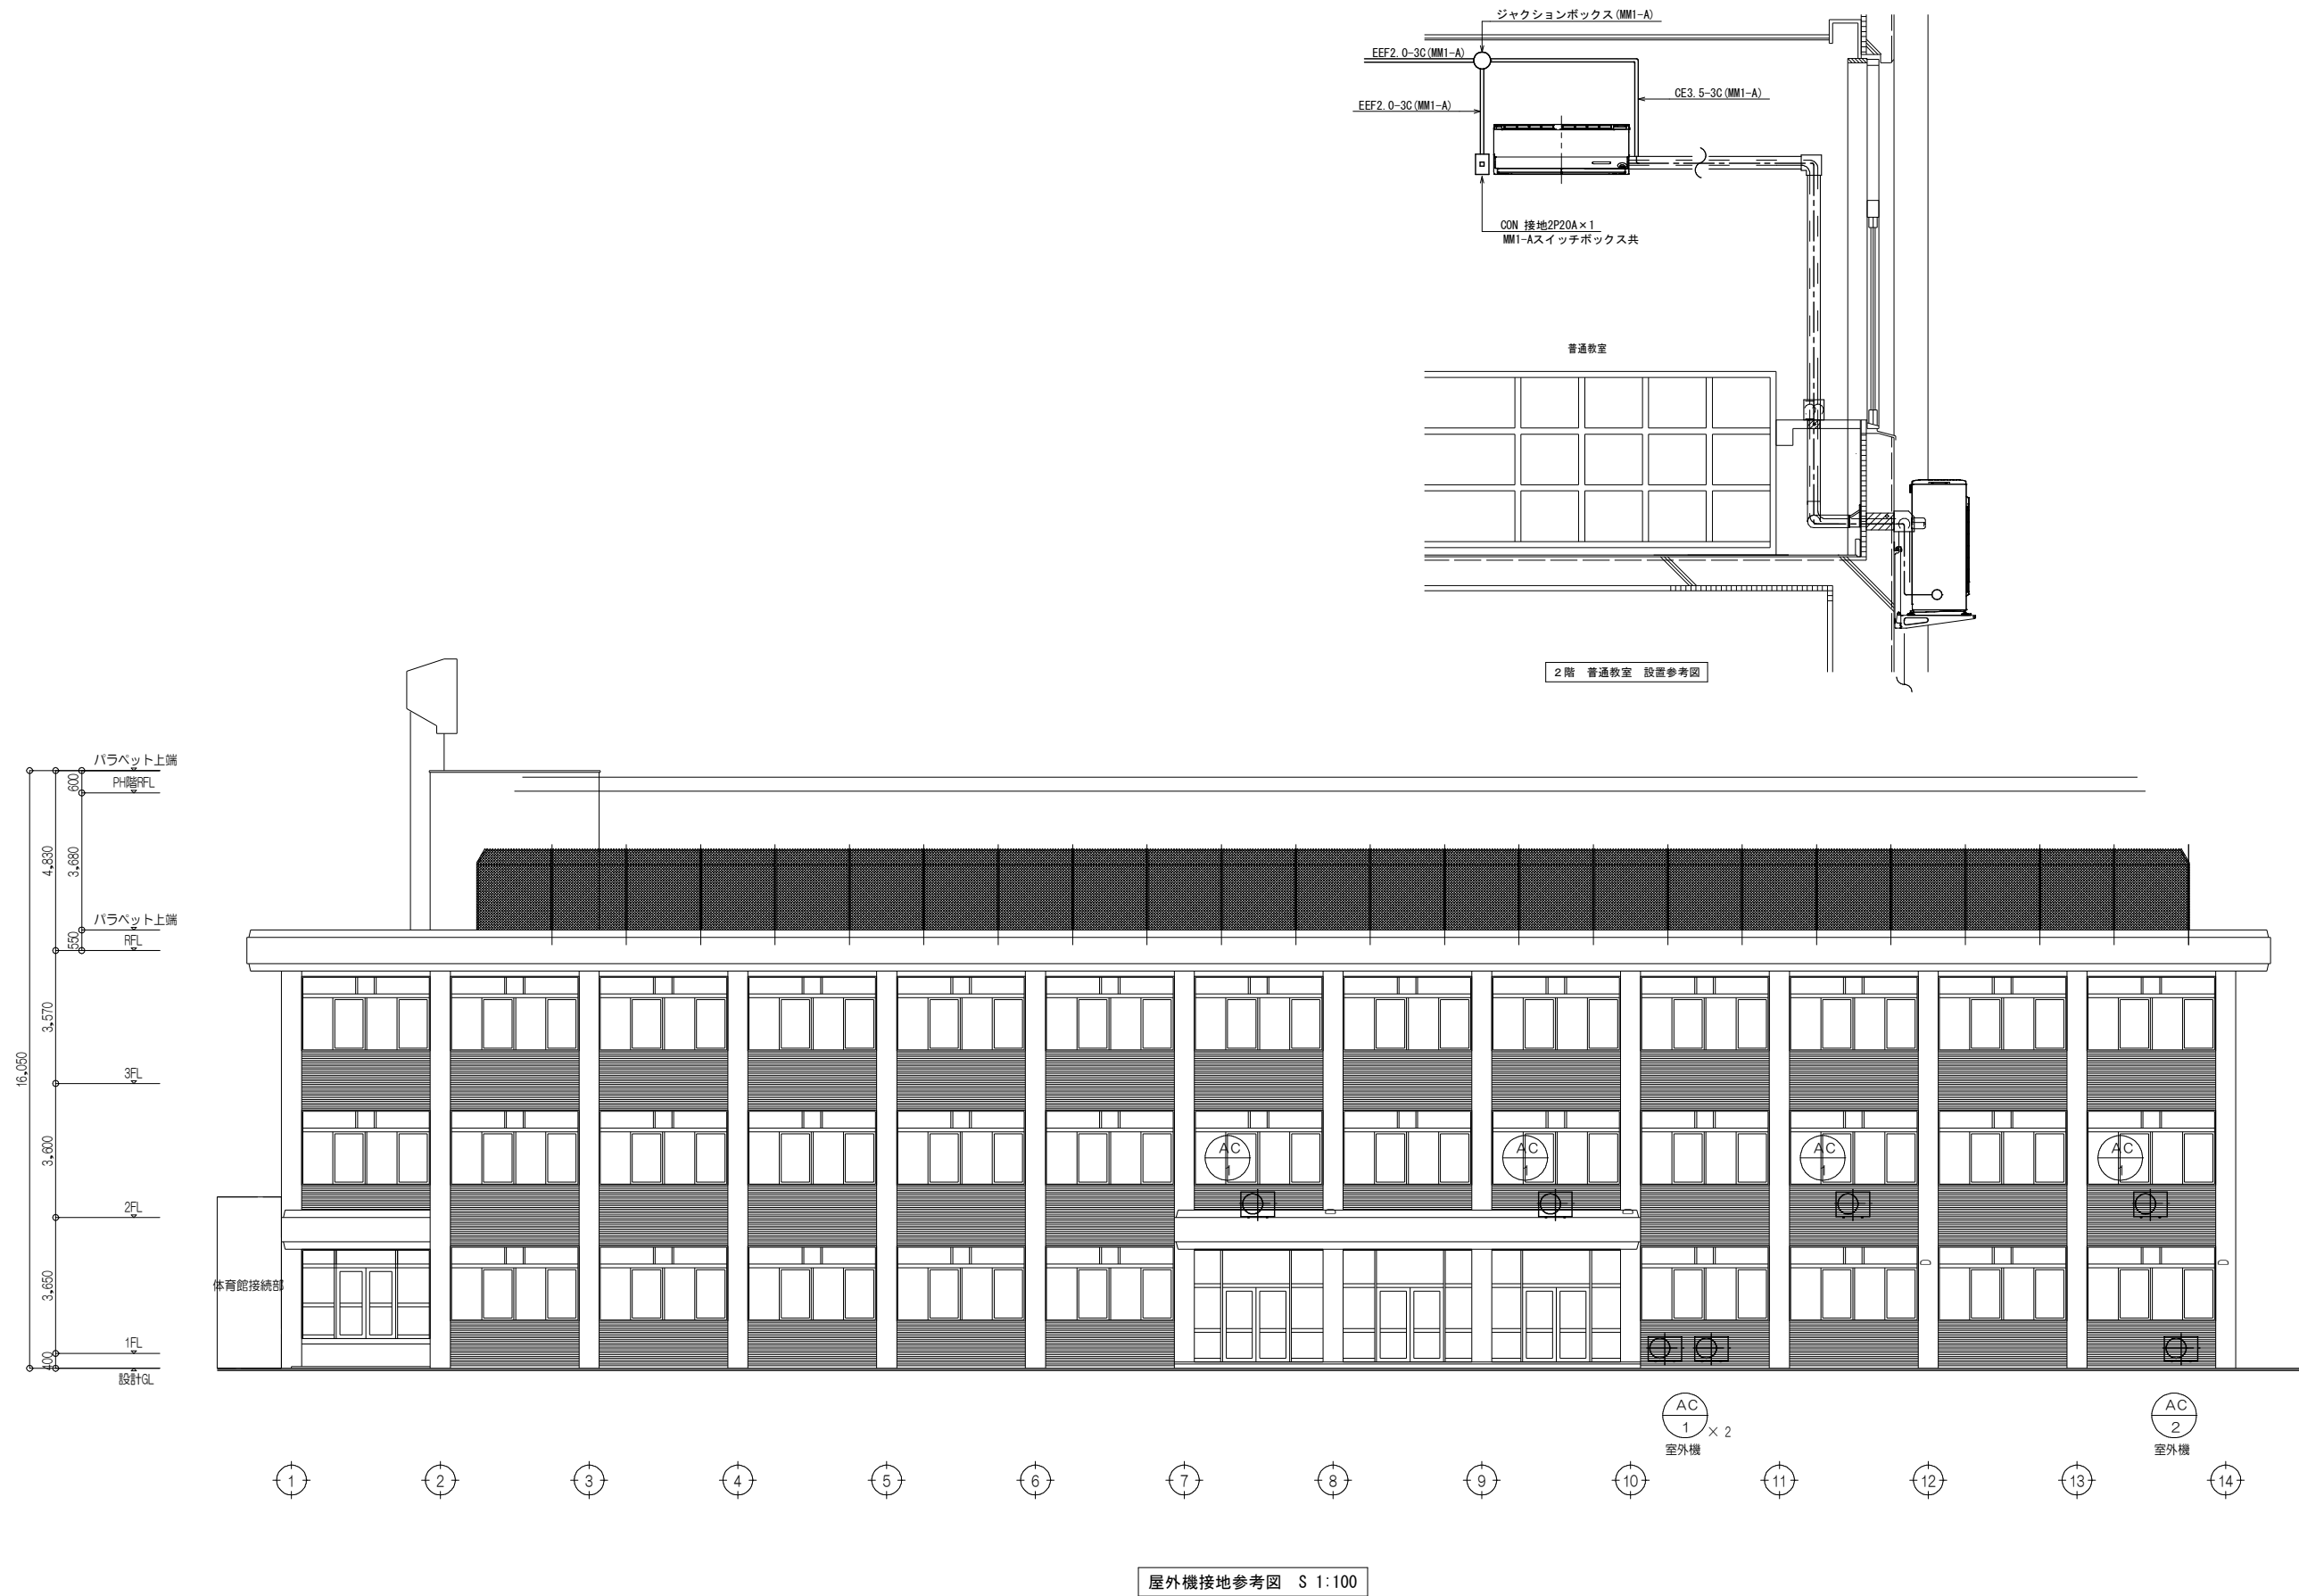 ジャクションボックス(MM1-A)
EEF2.0-3C(MM1-A)
CE3.5-3C(MM1-A)
EEF2.0-3C(MM1-A)
CON 接地2P20A×1
MM1-Aスイッチボックス共
普通教室
2階 普通教室 設置参考図
パラペット上端
600
PH階RFL
4,830
3,680
パラペット上端
550
RFL
3,570
16,050
3FL
3,600
AC
1
AC
1
AC
1
AC
1
2FL
3,650
体育館接続部
1FL
400
設計GL
AC
1
× 2
室外機
AC
2
室外機
1
2
3
4
5
6
7
8
9
10
11
12
13
14
屋外機接地参考図 S 1:100